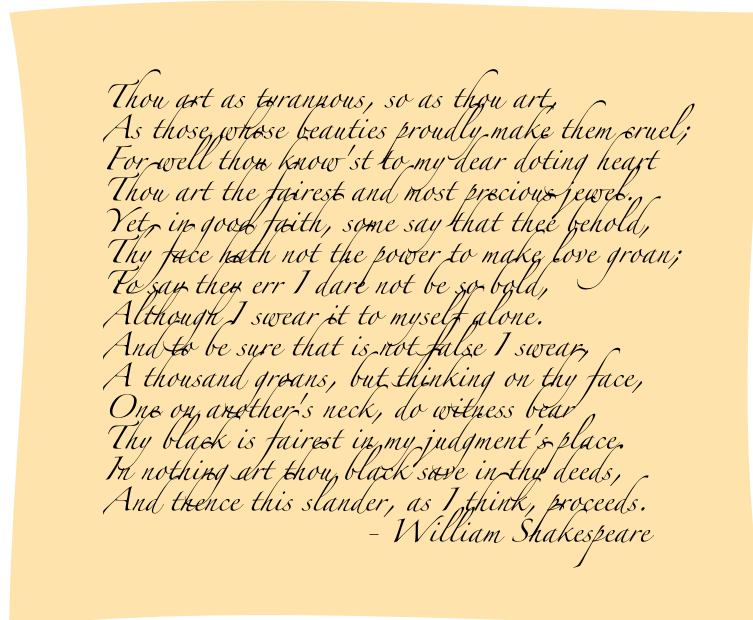 Thou art as tyrannous, so as thou art,
As those whose beauties proudly make them cruel;
For well thou know'st to my dear doting heart
Thou art the fairest and most precious jewel.
Yet, in good faith, some say that thee behold,
Thy face hath not the power to make love groan;
To say they err I dare not be so bold,
Although I swear it to myself alone.
And to be sure that is not false I swear,
A thousand groans, but thinking on thy face,
One on another's neck, do witness bear
Thy black is fairest in my judgment's place.
In nothing art thou black save in thy deeds,
And thence this slander, as I think, proceeds.
- William Shakespeare